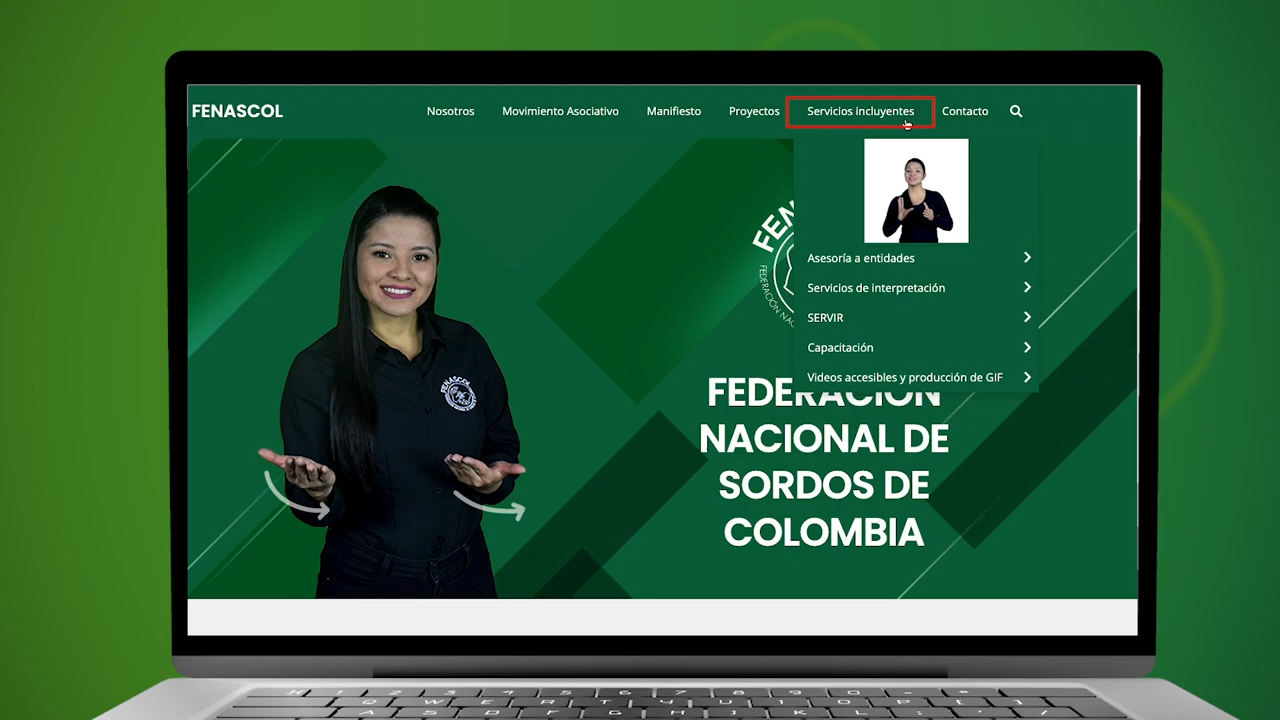 FENASCOL
Nosotros
Movimiento Asociativo
Manifiesto
Proyectos
Servicios incluyentes
Contacto
Asesoría a entidades
Servicios de interpretación
SERVIR
Capacitación
Videos accesibles y producción de GIF
FENASCOL
FEDERACIÓN
NACIONAL DE
SORDOS DE
COLOMBIA